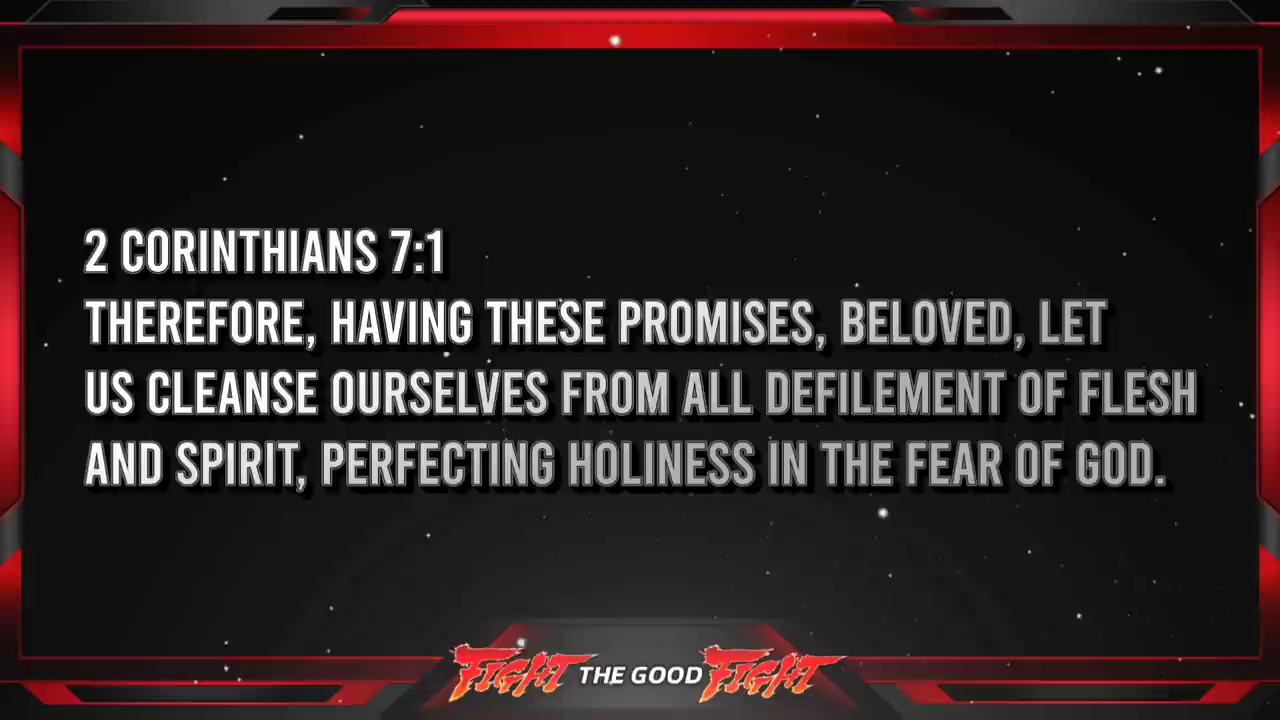 2 CORINTHIANS 7:1
THEREFORE, HAVING THESE PROMISES, BELOVED, LET
US CLEANSE OURSELVES FROM ALL DEFILEMENT OF FLESH
AND SPIRIT, PERFECTING HOLINESS IN THE FEAR OF GOD.
FIGHT THE GOOD FIGHT